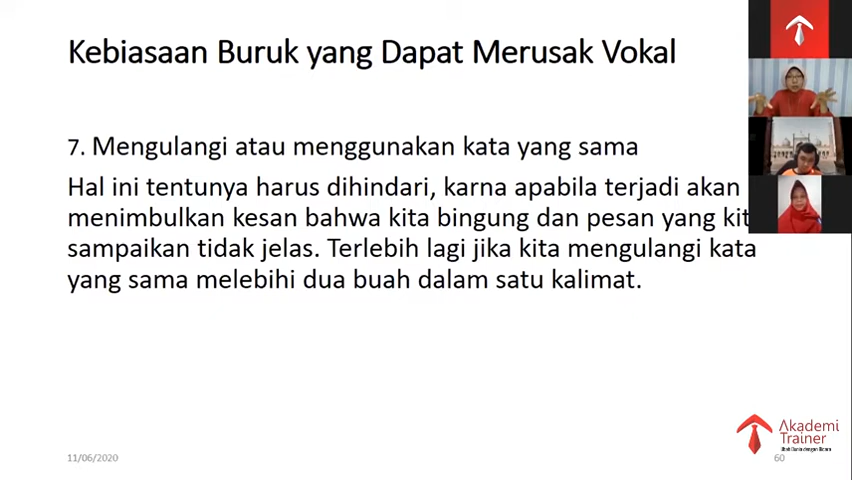 Kebiasaan Buruk yang Dapat Merusak Vokal
7. Mengulangi atau menggunakan kata yang sama
Hal ini tentunya harus dihindari, karna apabila terjadi akan
menimbulkan kesan bahwa kita bingung dan pesan yang kit
sampaikan tidak jelas. Terlebih lagi jika kita mengulangi kata
yang sama melebihi dua buah dalam satu kalimat.
Akademi
Trainer
11/06/2020
60